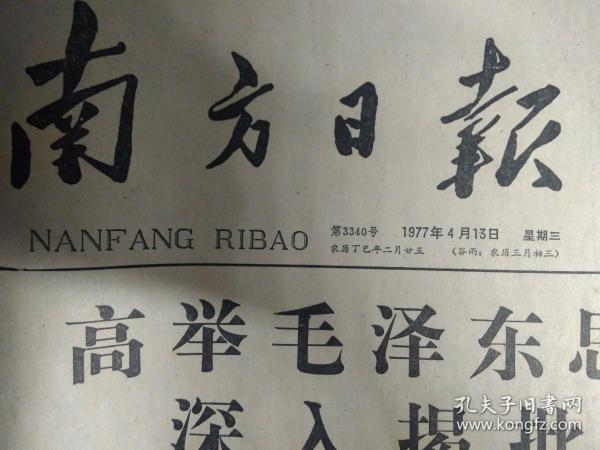 南方日報
NANFANG RIBAO
第3340号 1977年4月13日 星期三
农历丁巳年二月廿五 (谷雨：农历三月初三)
高举毛泽东思
深入揭批
孔夫子旧书网
www.kongfz.com